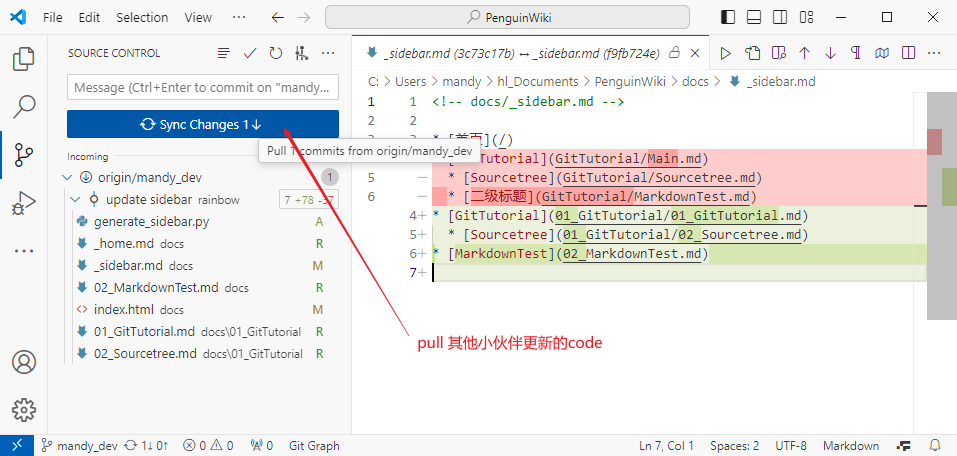 File Edit Selection View ··· PenguinWiki
SOURCE CONTROL
Message (Ctrl+Enter to commit on "mandy...
Sync Changes 1↓
Pull 1 commits from origin/mandy_dev
Incoming
origin/mandy_dev 1
update sidebar rainbow 7 +78 -37
generate_sidebar.py A
_home.md docs R
_sidebar.md docs M
02_MarkdownTest.md docs R
index.html docs M
01_GitTutorial.md docs\01_GitTutorial R
02_Sourcetree.md docs\01_GitTutorial R
_sidebar.md (3c73c17b) ↔ _sidebar.md (f9fb724e)
C: > Users > mandy > hl_Documents > PenguinWiki > docs > _sidebar.md
1 1 <!-- docs/_sidebar.md -->
2 2
* [首页](/)
Tutorial](GitTutorial/Main.md)
5 — * [Sourcetree](GitTutorial/Sourcetree.md)
6 — * [二级标题](GitTutorial/MarkdownTest.md)
4+ * [GitTutorial](01_GitTutorial/01_GitTutorial.md)
5+ * [Sourcetree](01_GitTutorial/02_Sourcetree.md)
6+ * [MarkdownTest](02_MarkdownTest.md)
7+
pull 其他小伙伴更新的code
mandy_dev 1↓ 0↑ 0 0 0 Git Graph Ln 7, Col 1 Spaces: 2 UTF-8 Markdown